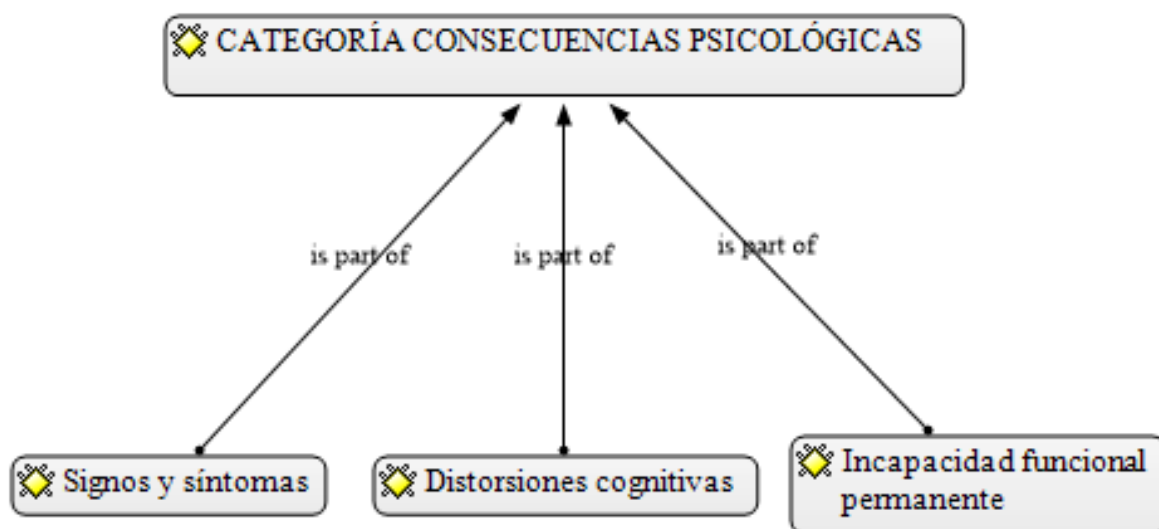 CATEGORÍA CONSECUENCIAS PSICOLÓGICAS
is part of
is part of
is part of
Signos y síntomas
Distorsiones cognitivas
Incapacidad funcional
permanente